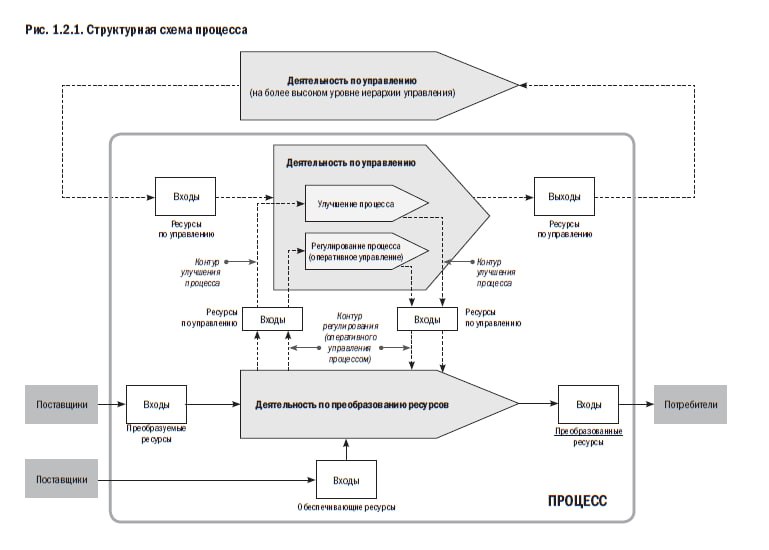 Рис. 1.2.1. Структурная схема процесса
Деятельность по управлению
(на более высоном уровне иерархии управления)
Деятельность по управлению
Входы
Ресурсы
по управлению
Улучшение процесса
Регулирование процесса
(оперативное управление)
Выходы
Ресурсы
по управлению
Контур
улучшения
процесса
Контур
улучшения
процесса
Ресурсы
по управлению
Входы
Контур
регулирования
(оперативного
управления
процессом)
Входы
Ресурсы
по управлению
Поставщики
Входы
Преобразуемые
ресурсы
Деятельность по преобразованию ресурсов
Входы
Преобразованные
ресурсы
Потребители
Поставщики
Входы
Обеспечивающие ресурсы
ПРОЦЕСС